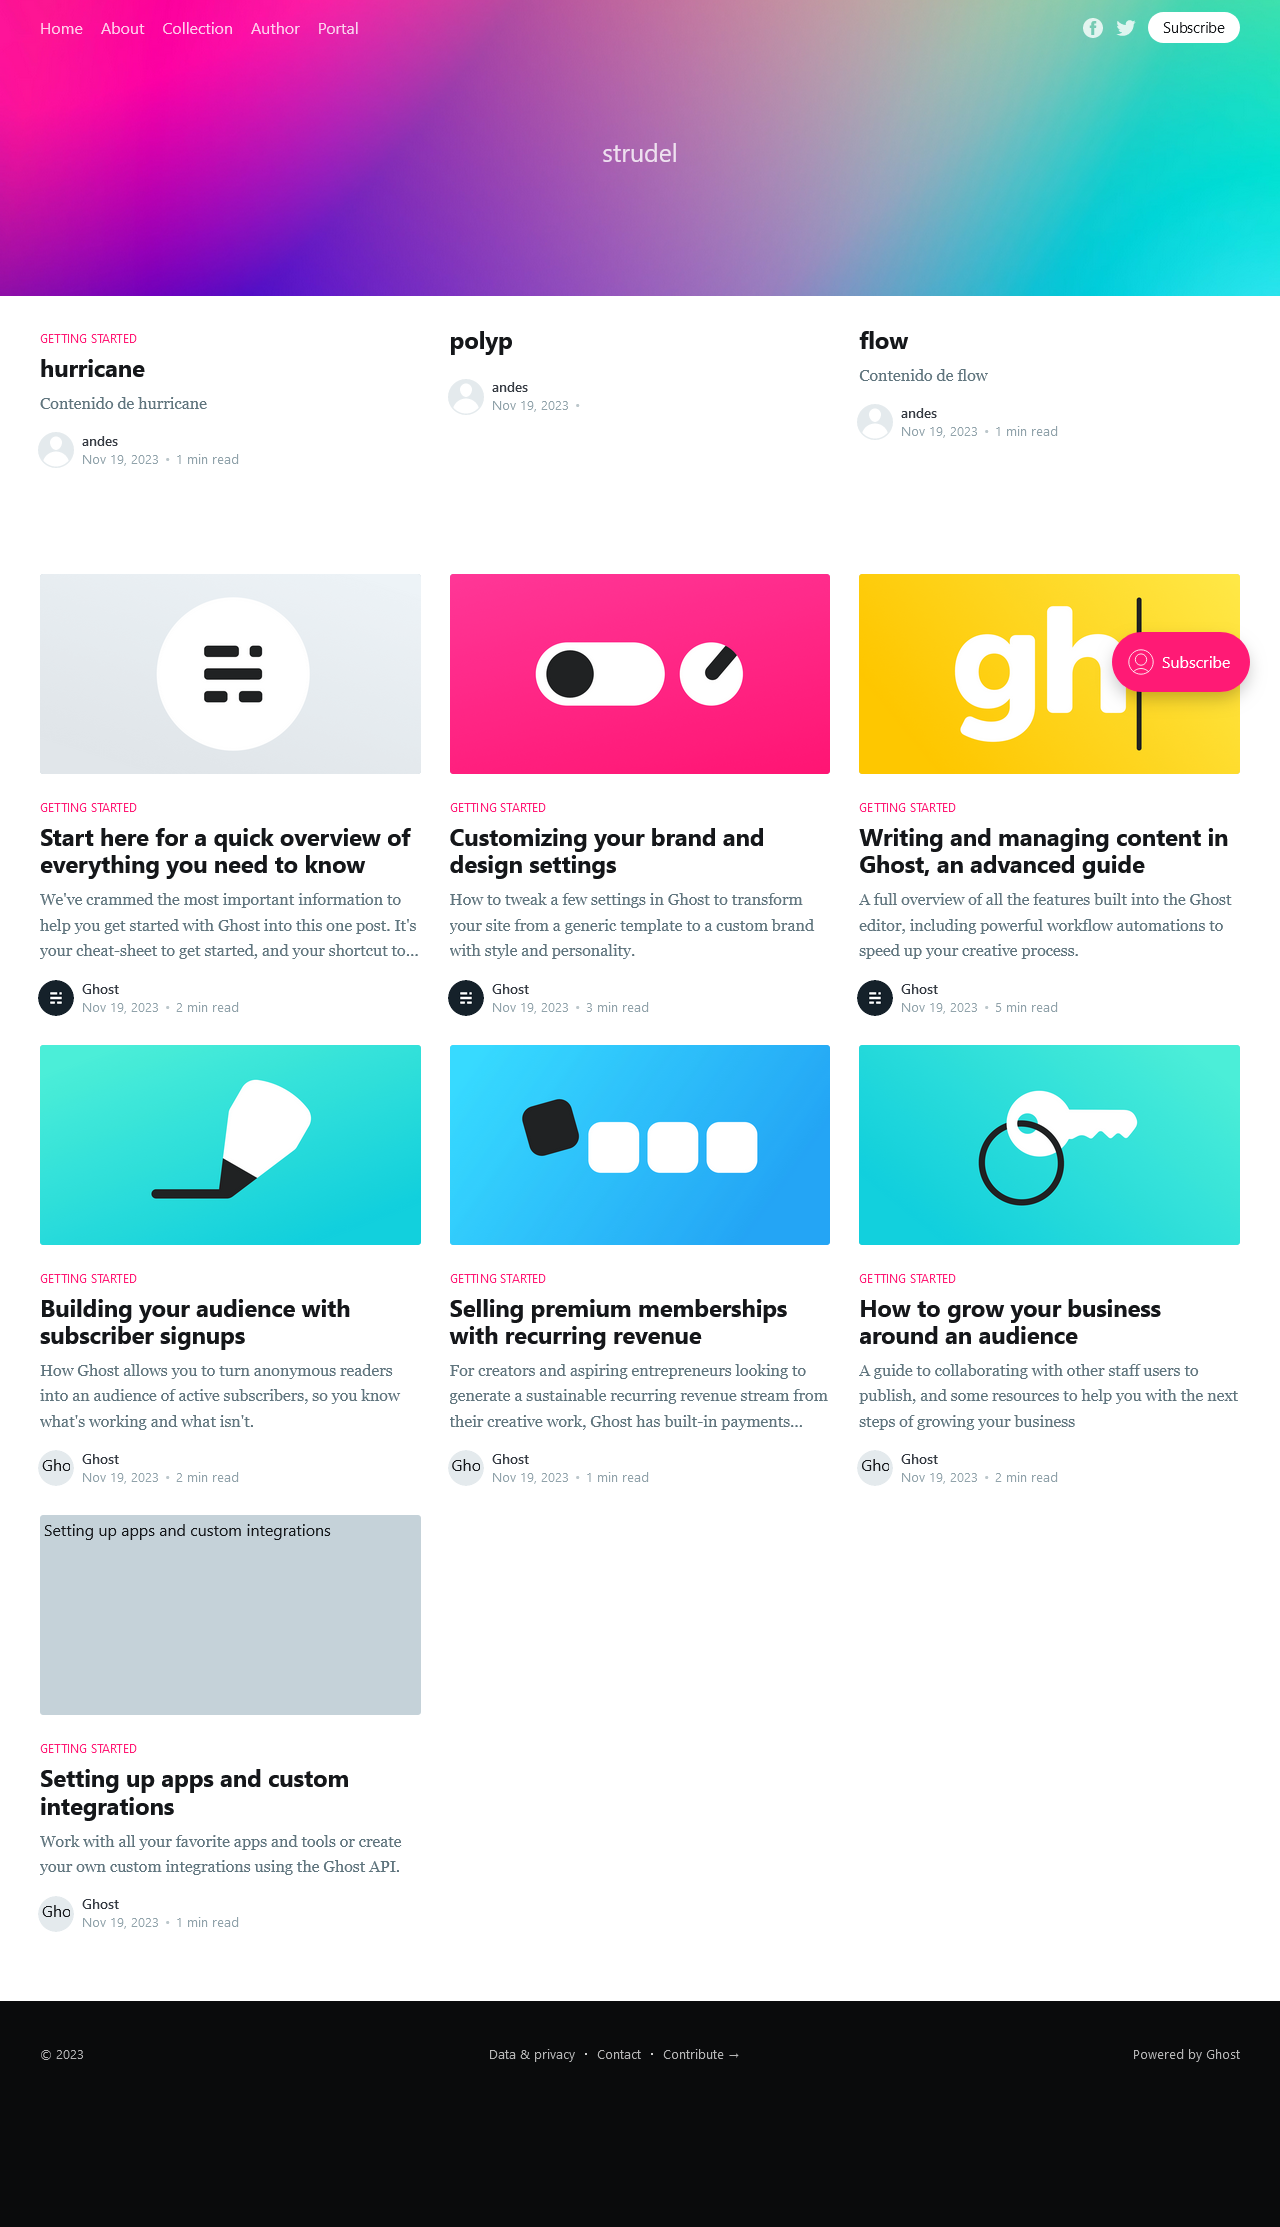 Home About Collection Author Portal Subscribe
strudel
GETTING STARTED
hurricane
Contenido de hurricane
andes
Nov 19, 2023 • 1 min read
polyp
andes
Nov 19, 2023 •
flow
Contenido de flow
andes
Nov 19, 2023 • 1 min read
GETTING STARTED
Start here for a quick overview of
everything you need to know
We've crammed the most important information to
help you get started with Ghost into this one post. It's
your cheat-sheet to get started, and your shortcut to...
Ghost
Nov 19, 2023 • 2 min read
GETTING STARTED
Customizing your brand and
design settings
How to tweak a few settings in Ghost to transform
your site from a generic template to a custom brand
with style and personality.
Ghost
Nov 19, 2023 • 3 min read
gh
Subscribe
GETTING STARTED
Writing and managing content in
Ghost, an advanced guide
A full overview of all the features built into the Ghost
editor, including powerful workflow automations to
speed up your creative process.
Ghost
Nov 19, 2023 • 5 min read
GETTING STARTED
Building your audience with
subscriber signups
How Ghost allows you to turn anonymous readers
into an audience of active subscribers, so you know
what's working and what isn't.
Gho
Ghost
Nov 19, 2023 • 2 min read
GETTING STARTED
Selling premium memberships
with recurring revenue
For creators and aspiring entrepreneurs looking to
generate a sustainable recurring revenue stream from
their creative work, Ghost has built-in payments...
Gho
Ghost
Nov 19, 2023 • 1 min read
GETTING STARTED
How to grow your business
around an audience
A guide to collaborating with other staff users to
publish, and some resources to help you with the next
steps of growing your business
Gho
Ghost
Nov 19, 2023 • 2 min read
Setting up apps and custom integrations
GETTING STARTED
Setting up apps and custom
integrations
Work with all your favorite apps and tools or create
your own custom integrations using the Ghost API.
Gho
Ghost
Nov 19, 2023 • 1 min read
© 2023
Data & privacy • Contact • Contribute →
Powered by Ghost